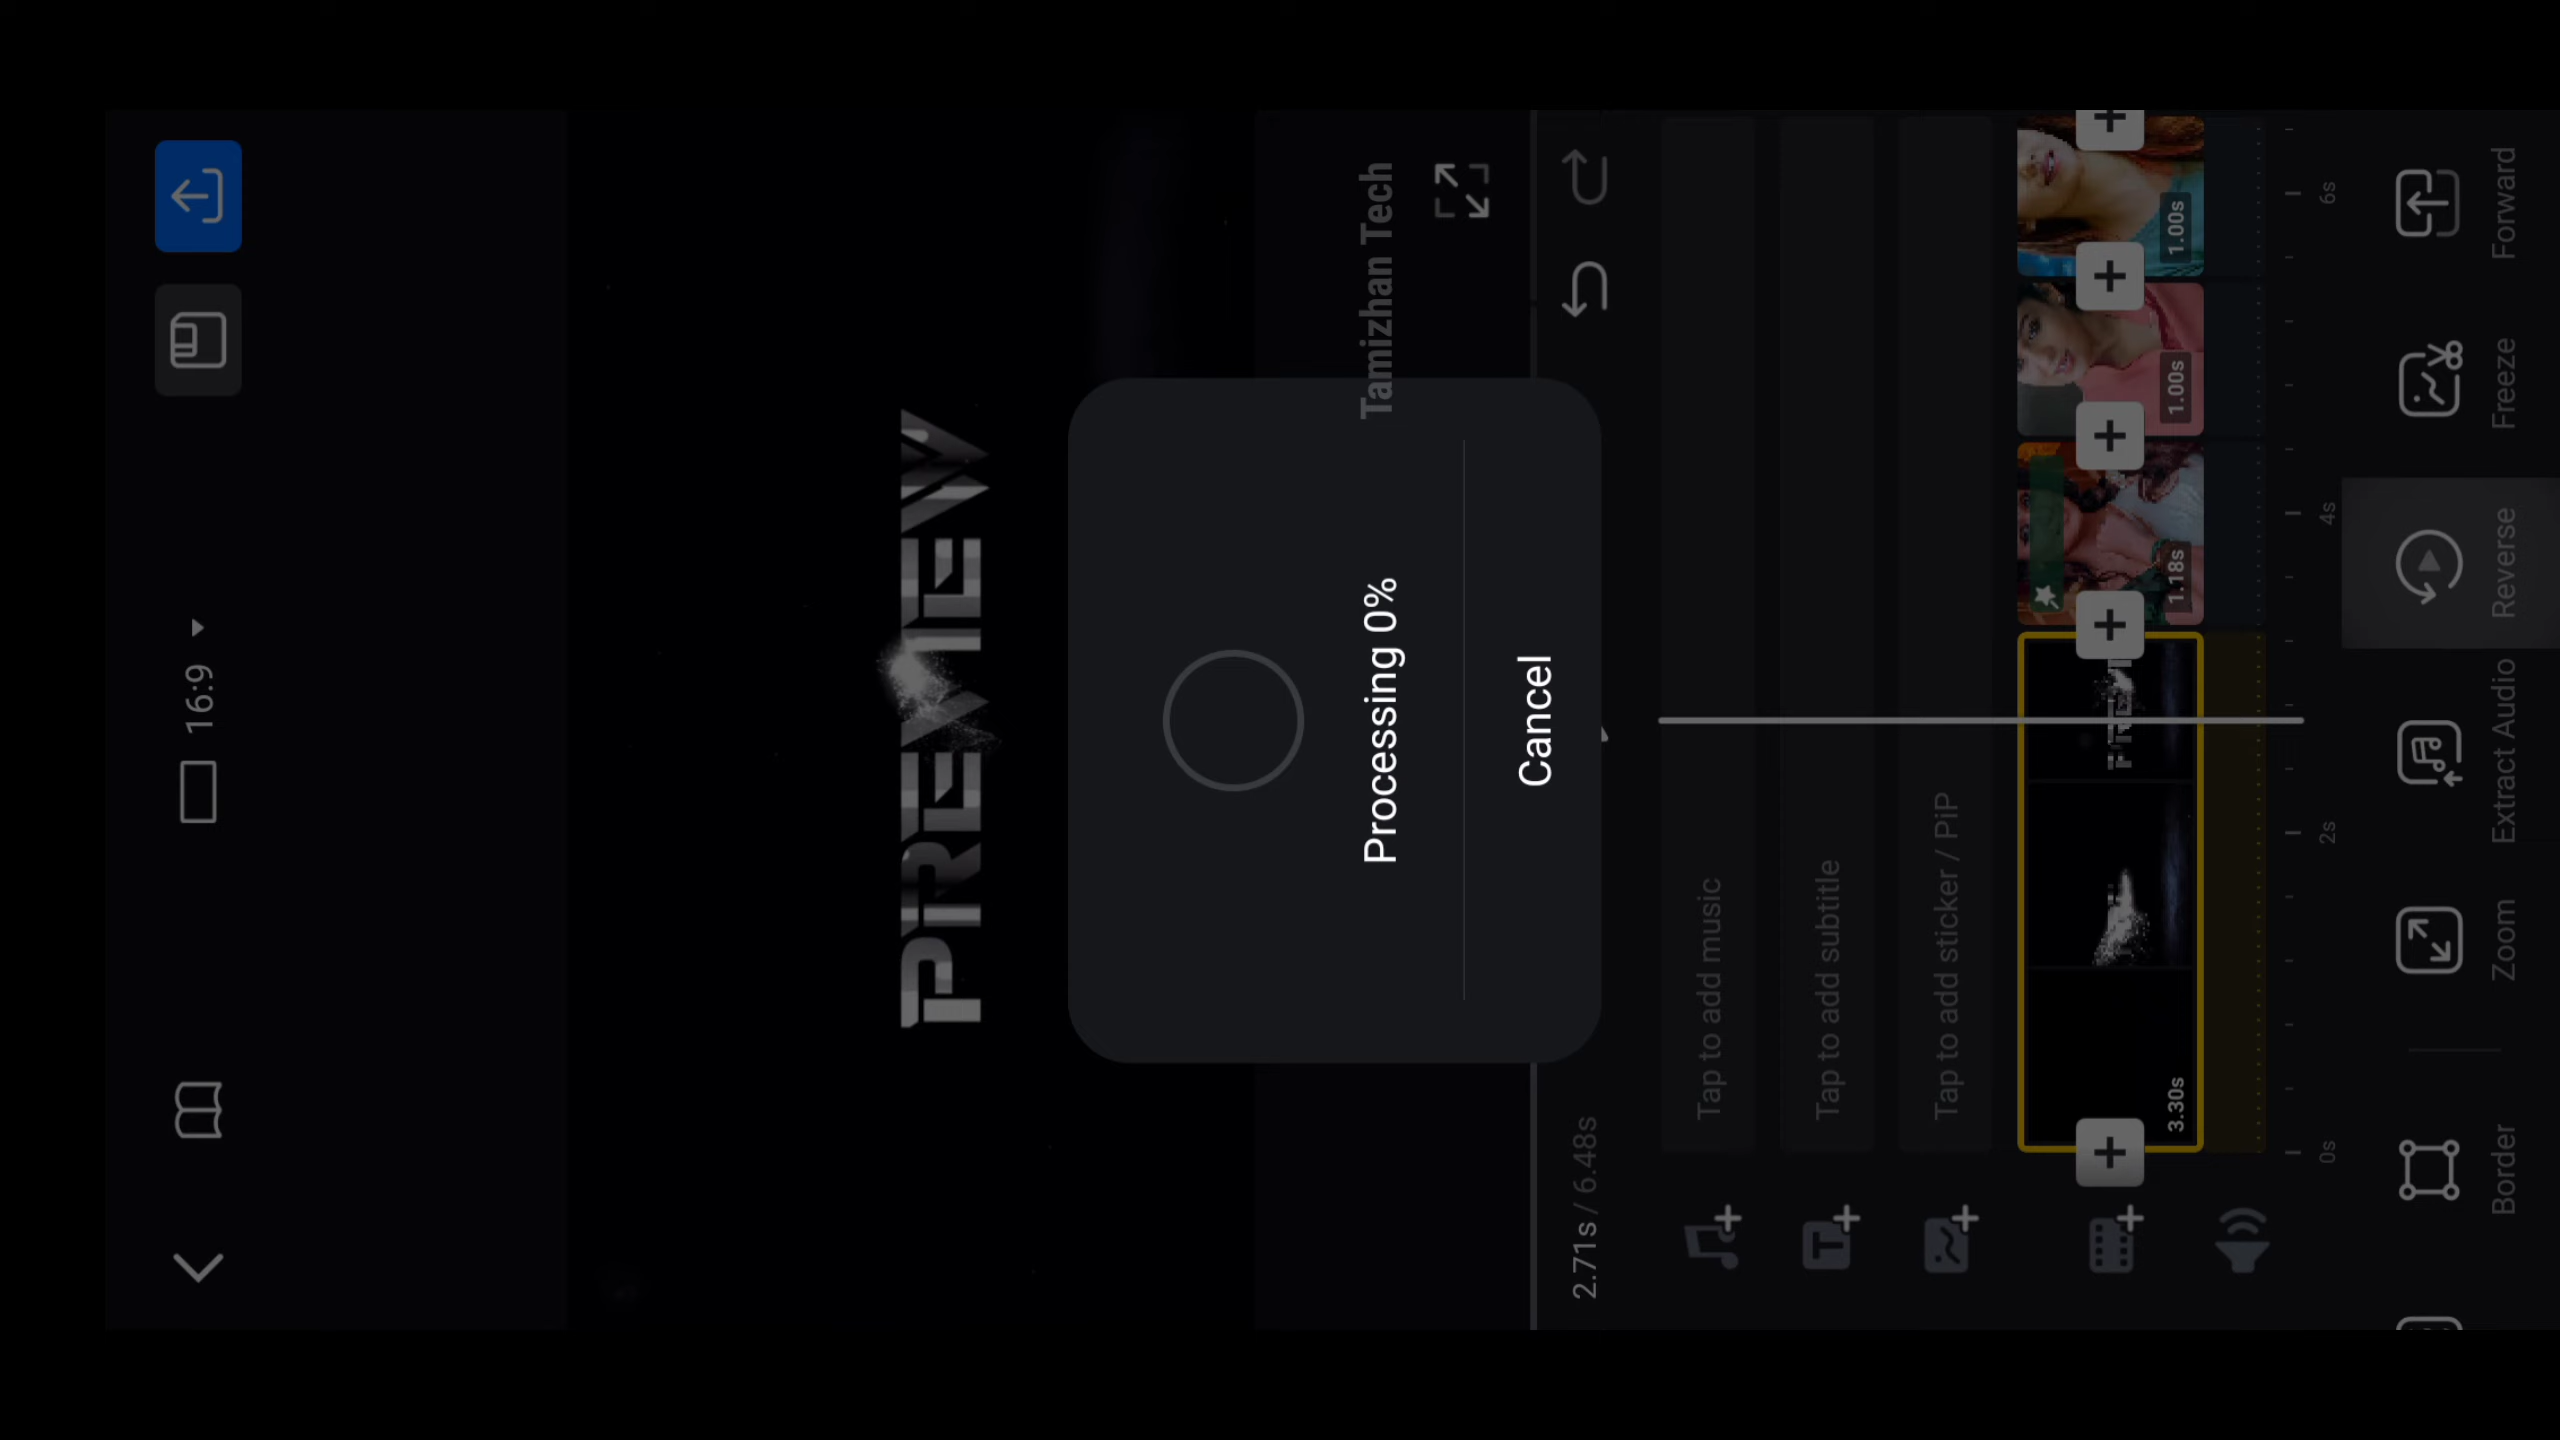 16:9
PREVIEW
Tamizhan Tech
Processing 0%
Cancel
2.71s / 6.48s
Tap to add music
Tap to add subtitle
Tap to add sticker / PiP
3.30s
1.18s
1.00s
1.00s
0s
2s
4s
6s
Border
Zoom
Extract Audio
Reverse
Freeze
Forward